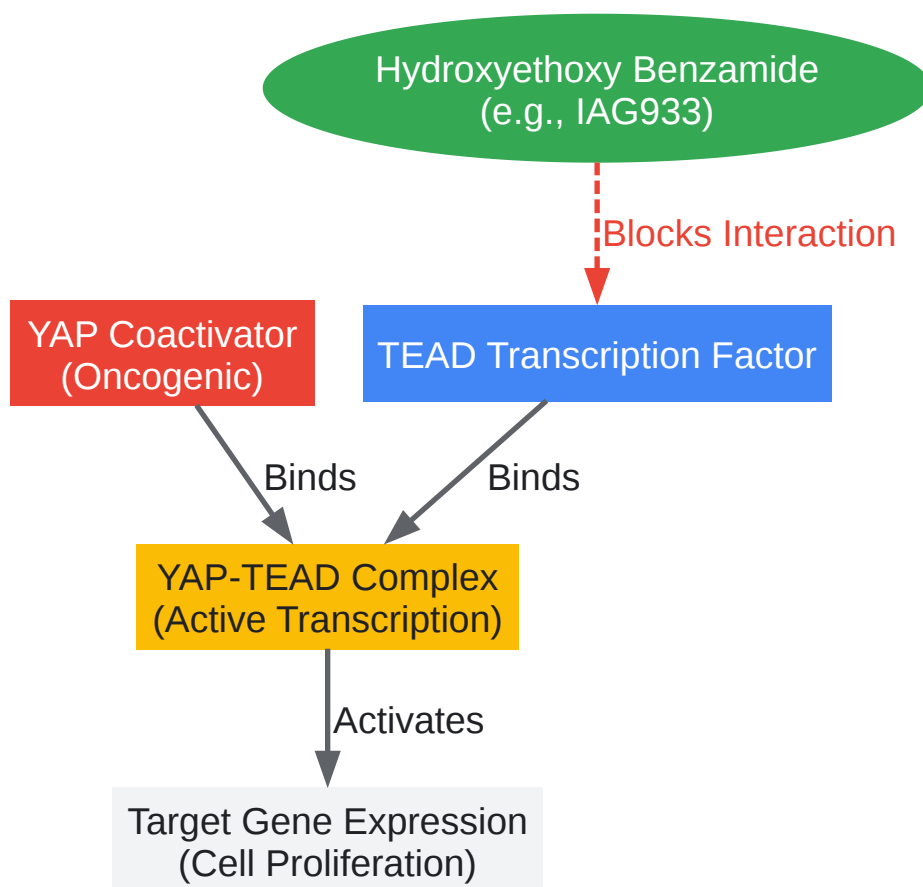 Hydroxyethoxy Benzamide
(e.g., IAG933)
Blocks Interaction
YAP Coactivator
(Oncogenic)
TEAD Transcription Factor
Binds
Binds
YAP-TEAD Complex
(Active Transcription)
Activates
Target Gene Expression
(Cell Proliferation)